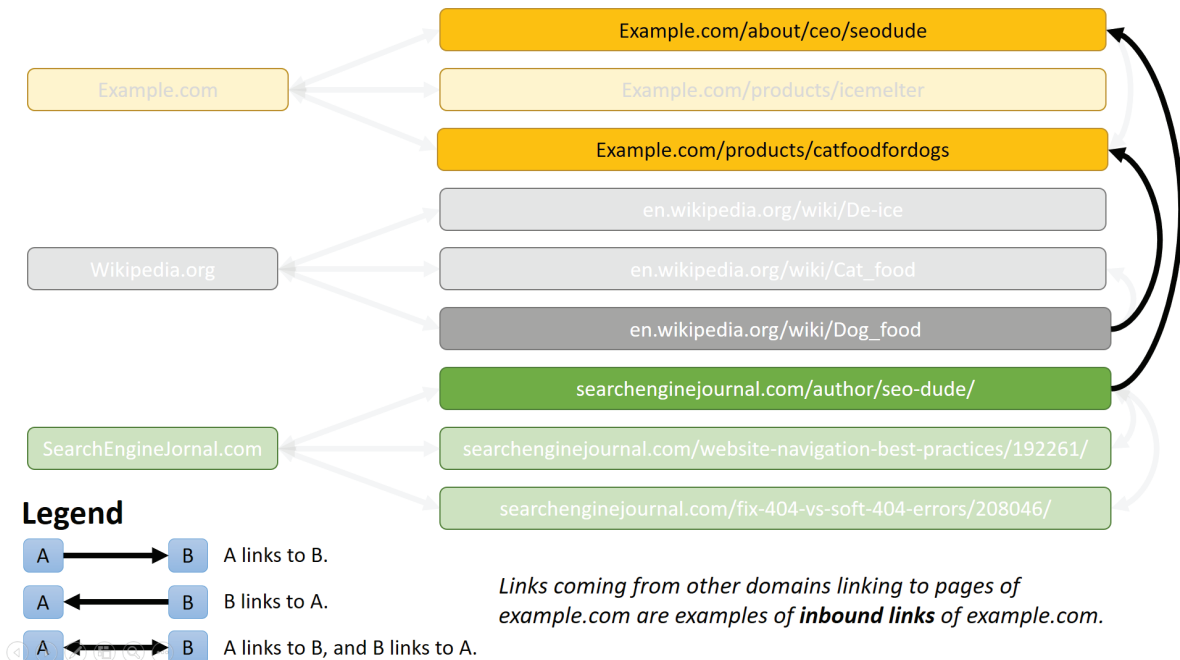 Example.com/about/ceo/seodude
Example.com
Example.com/products/icemelter
Example.com/products/catfoodfordogs
en.wikipedia.org/wiki/De-ice
Wikipedia.org
en.wikipedia.org/wiki/Cat_food
en.wikipedia.org/wiki/Dog_food
searchenginejournal.com/author/seo-dude/
SearchEngineJornal.com
searchenginejournal.com/website-navigation-best-practices/192261/
searchenginejournal.com/fix-404-vs-soft-404-errors/208046/
Legend
A B A links to B.
A B B links to A.
A B A links to B, and B links to A.
Links coming from other domains linking to pages of
example.com are examples of inbound links of example.com.